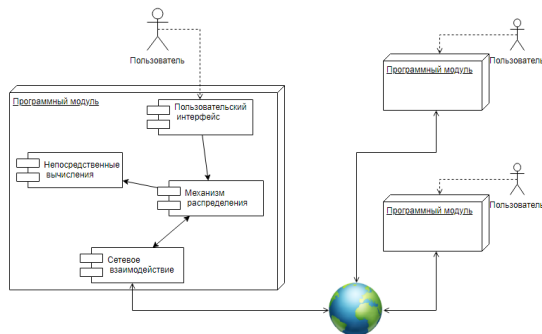 Пользователь
Программный модуль
Пользовательский
интерфейс
Непосредственные
вычисления
Механизм
распределения
Сетевое
взаимодействие
Пользователь
Программный модуль
Пользователь
Программный модуль